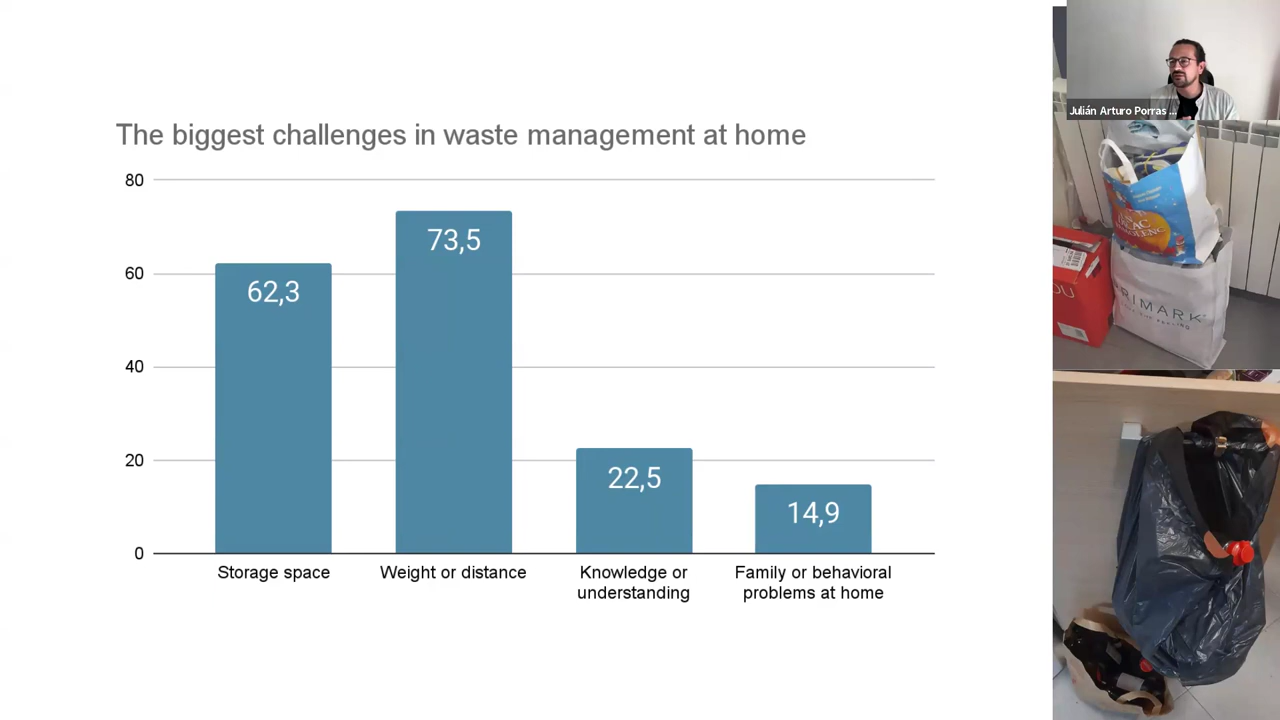 The biggest challenges in waste management at home
80
60
40
20
0
62,3
73,5
22,5
14,9
Storage space
Weight or distance
Knowledge or
understanding
Family or behavioral
problems at home
Julián Arturo Porras ...
PRIMARK